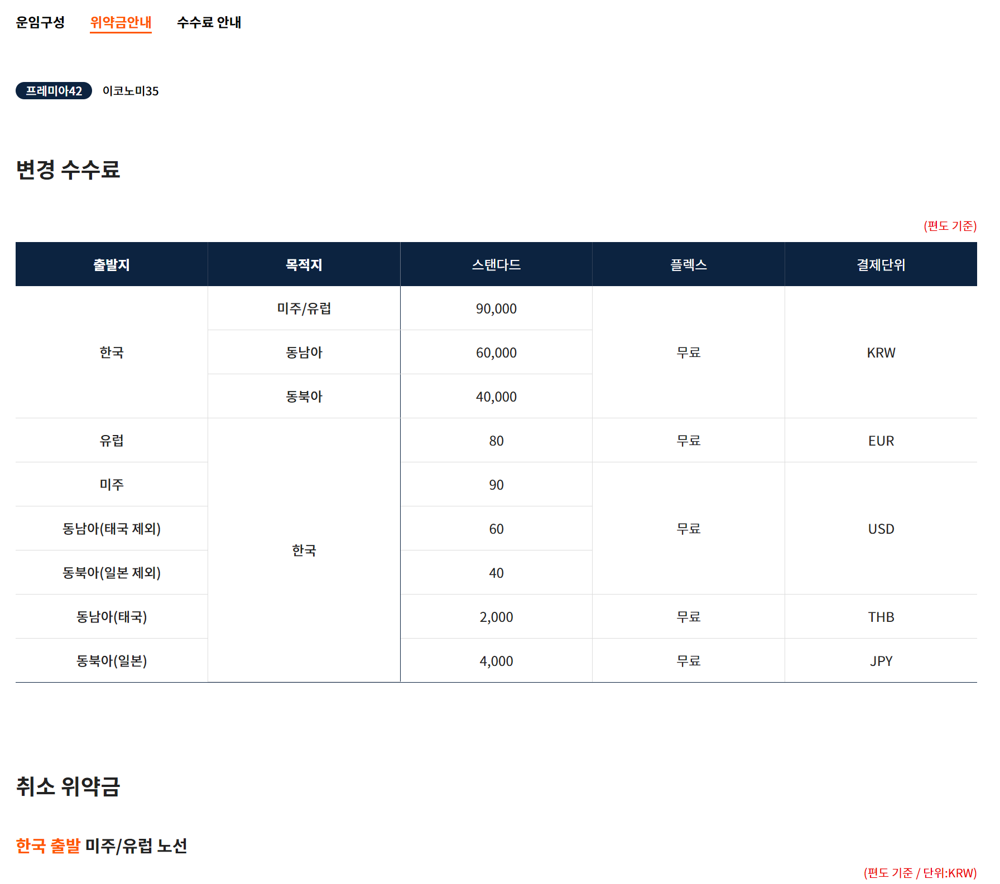 운임구성 위약금안내 수수료 안내
프레미아42 이코노미35
변경 수수료
(편도 기준)
출발지 목적지 스탠다드 플렉스 결제단위
미주/유럽 90,000
한국 동남아 60,000 무료 KRW
동북아 40,000
유럽 80 무료 EUR
미주 90
동남아(태국 제외) 60 무료 USD
한국
동북아(일본 제외) 40
동남아(태국) 2,000 무료 THB
동북아(일본) 4,000 무료 JPY
취소 위약금
한국 출발 미주/유럽 노선
(편도 기준 / 단위:KRW)